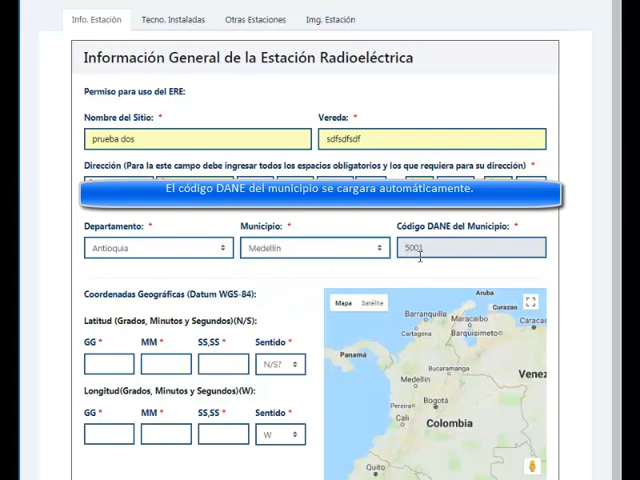 Info. Estación Tecno. Instaladas Otras Estaciones Img. Estación
Información General de la Estación Radioeléctrica
Permiso para uso del ERE:
Nombre del Sitio: * Vereda: *
prueba dos sdfsdfsdf
Dirección (Para la este campo debe ingresar todos los espacios obligatorios y los que requiera para su dirección) *
El código DANE del municipio se cargara automáticamente.
Departamento: * Municipio: * Código DANE del Municipio: *
Antioquia Medellín 5001
Coordenadas Geográficas (Datum WGS-84):
Latitud (Grados, Minutos y Segundos)(N/S):
GG * MM * SS,SS * Sentido *
N/S?
Longitud(Grados, Minutos y Segundos)(W):
GG * MM * SS,SS * Sentido *
W
Mapa Satélite
Aruba
Curazao
Barranquilla Maracaibo Caracas
Cartagena Barquisimeto
Panamá
Bucaramanga Venez
Medellín
Pereira Bogotá
Cali Colombia
Quito